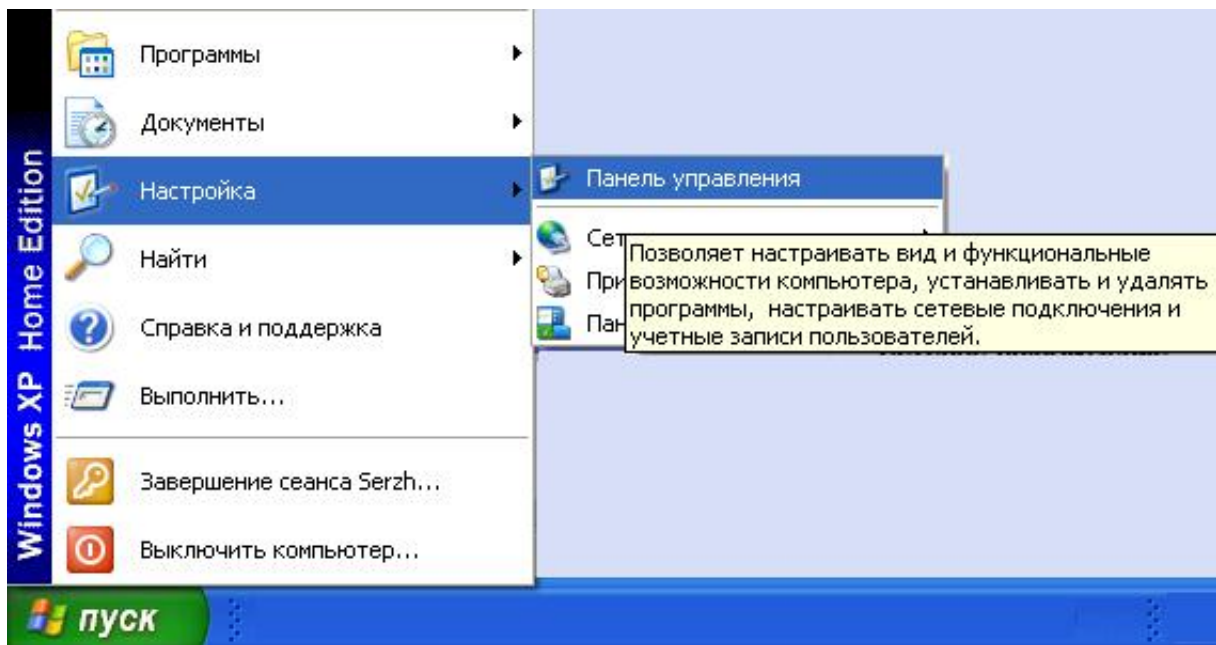 Windows XP Home Edition
Программы
Документы
Настройка
Найти
Справка и поддержка
Выполнить...
Завершение сеанса Serzh...
Выключить компьютер...
Панель управления
Позволяет настраивать вид и функциональные
возможности компьютера, устанавливать и удалять
программы, настраивать сетевые подключения и
учетные записи пользователей.
пуск